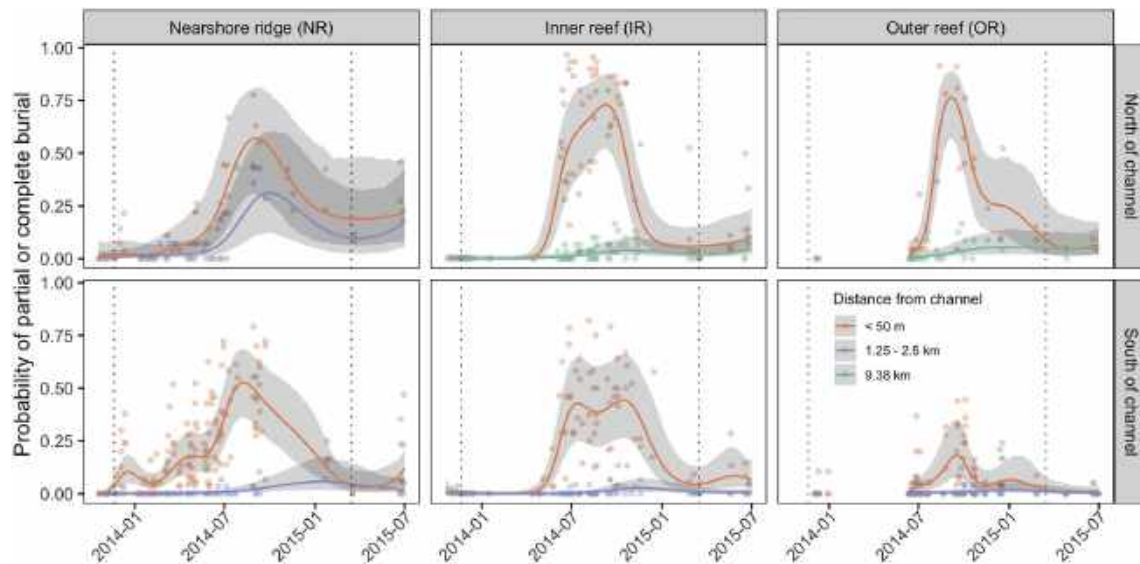 Nearshore ridge (NR)
Inner reef (IR)
Outer reef (OR)
Probability of partial or complete burial
1.00
0.75
0.50
0.25
0.00
North of channel
1.00
0.75
0.50
0.25
0.00
Distance from channel
< 50 m
1.25 - 2.5 km
9.38 km
South of channel
2014-01
2014-07
2015-01
2015-07
2014-01
2014-07
2015-01
2015-07
2014-01
2014-07
2015-01
2015-07